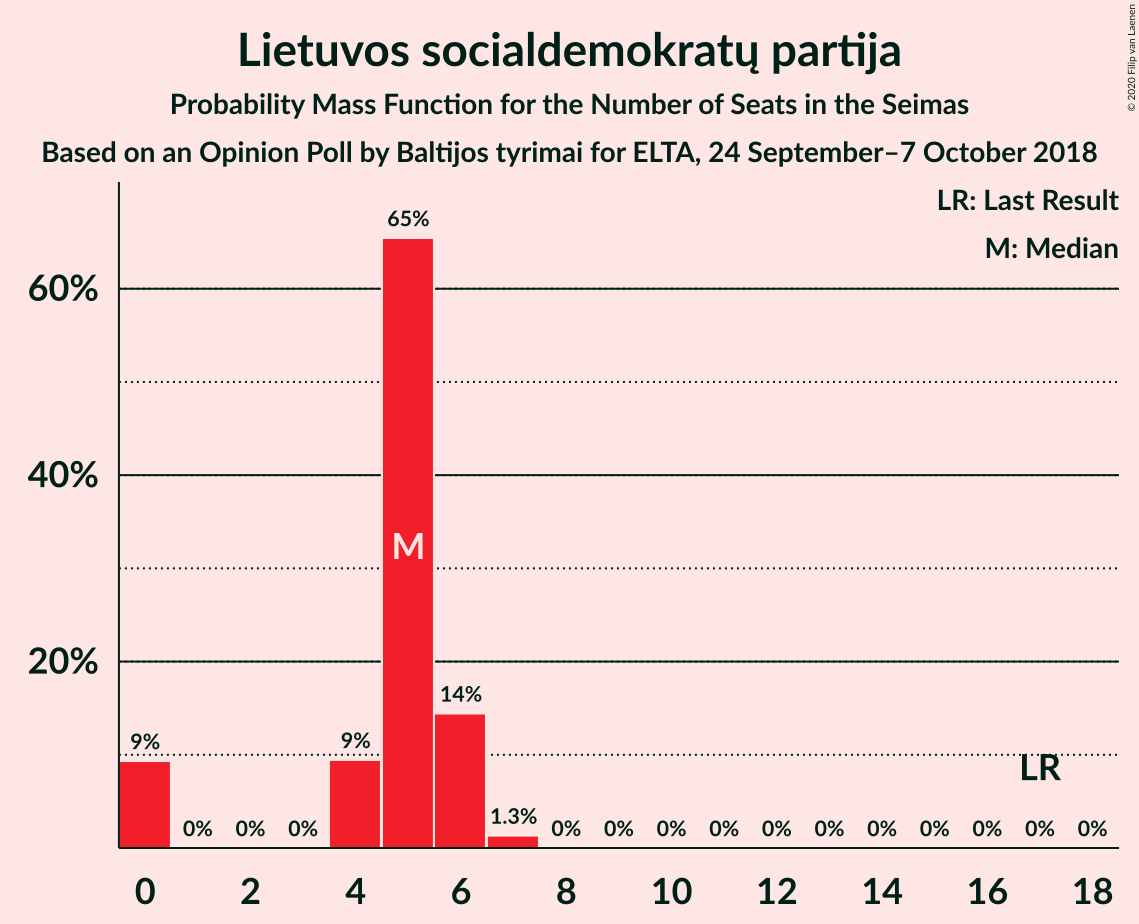 Lietuvos socialdemokratų partija
Probability Mass Function for the Number of Seats in the Seimas
Based on an Opinion Poll by Baltijos tyrimai for ELTA, 24 September–7 October 2018
© 2020 Filip van Laenen
LR: Last Result
M: Median
65%
60%
40%
M
20%
14%
9%
9%
LR
1.3%
0% 0% 0% 0% 0% 0% 0% 0% 0% 0% 0% 0% 0% 0%
0 2 4 6 8 10 12 14 16 18